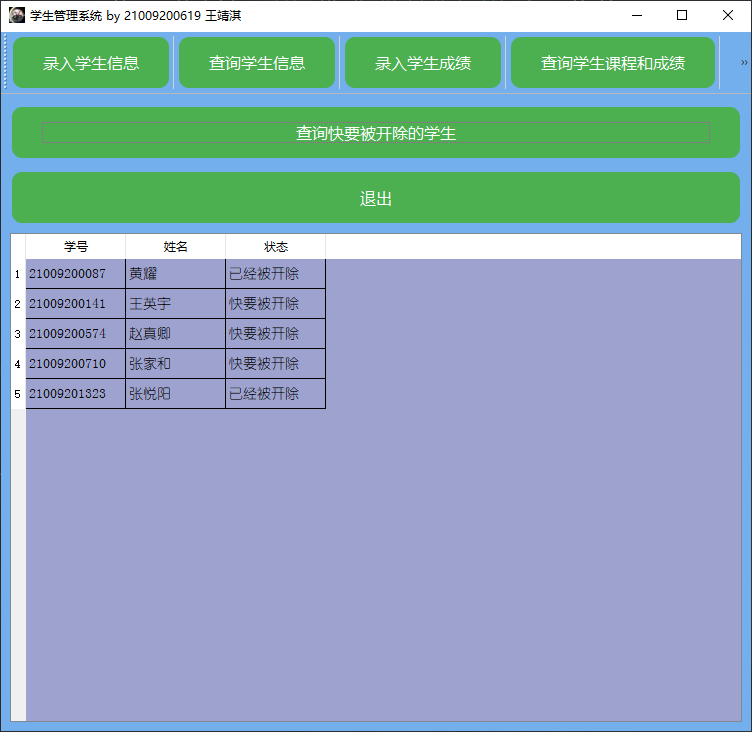 学生管理系统 by 21009200619 王靖淇
录入学生信息 查询学生信息 录入学生成绩 查询学生课程和成绩 »
查询快要被开除的学生
退出
学号 姓名 状态
1 21009200087 黄耀 已经被开除
2 21009200141 王英宇 快要被开除
3 21009200574 赵真卿 快要被开除
4 21009200710 张家和 快要被开除
5 21009201323 张悦阳 已经被开除